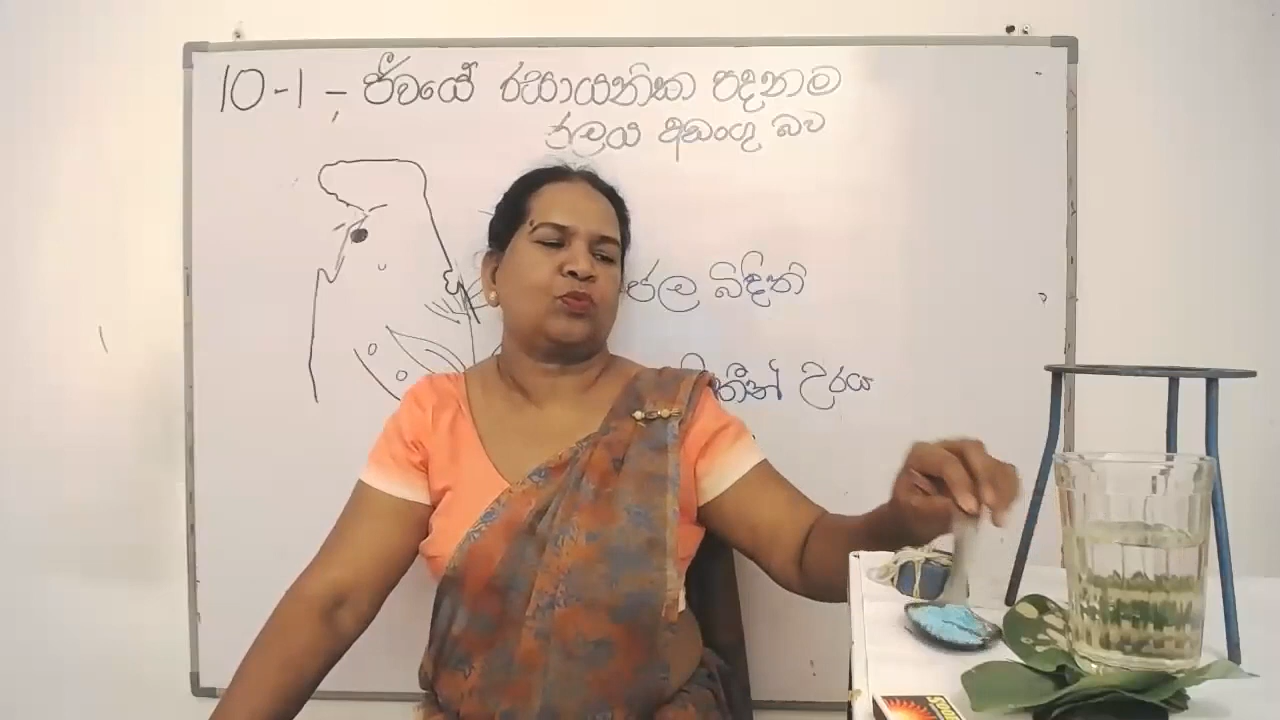 10-1 - ජීවයේ රසායනික පදනම
ජලය අඩංගු බව
ජල බිඳිති
උරය